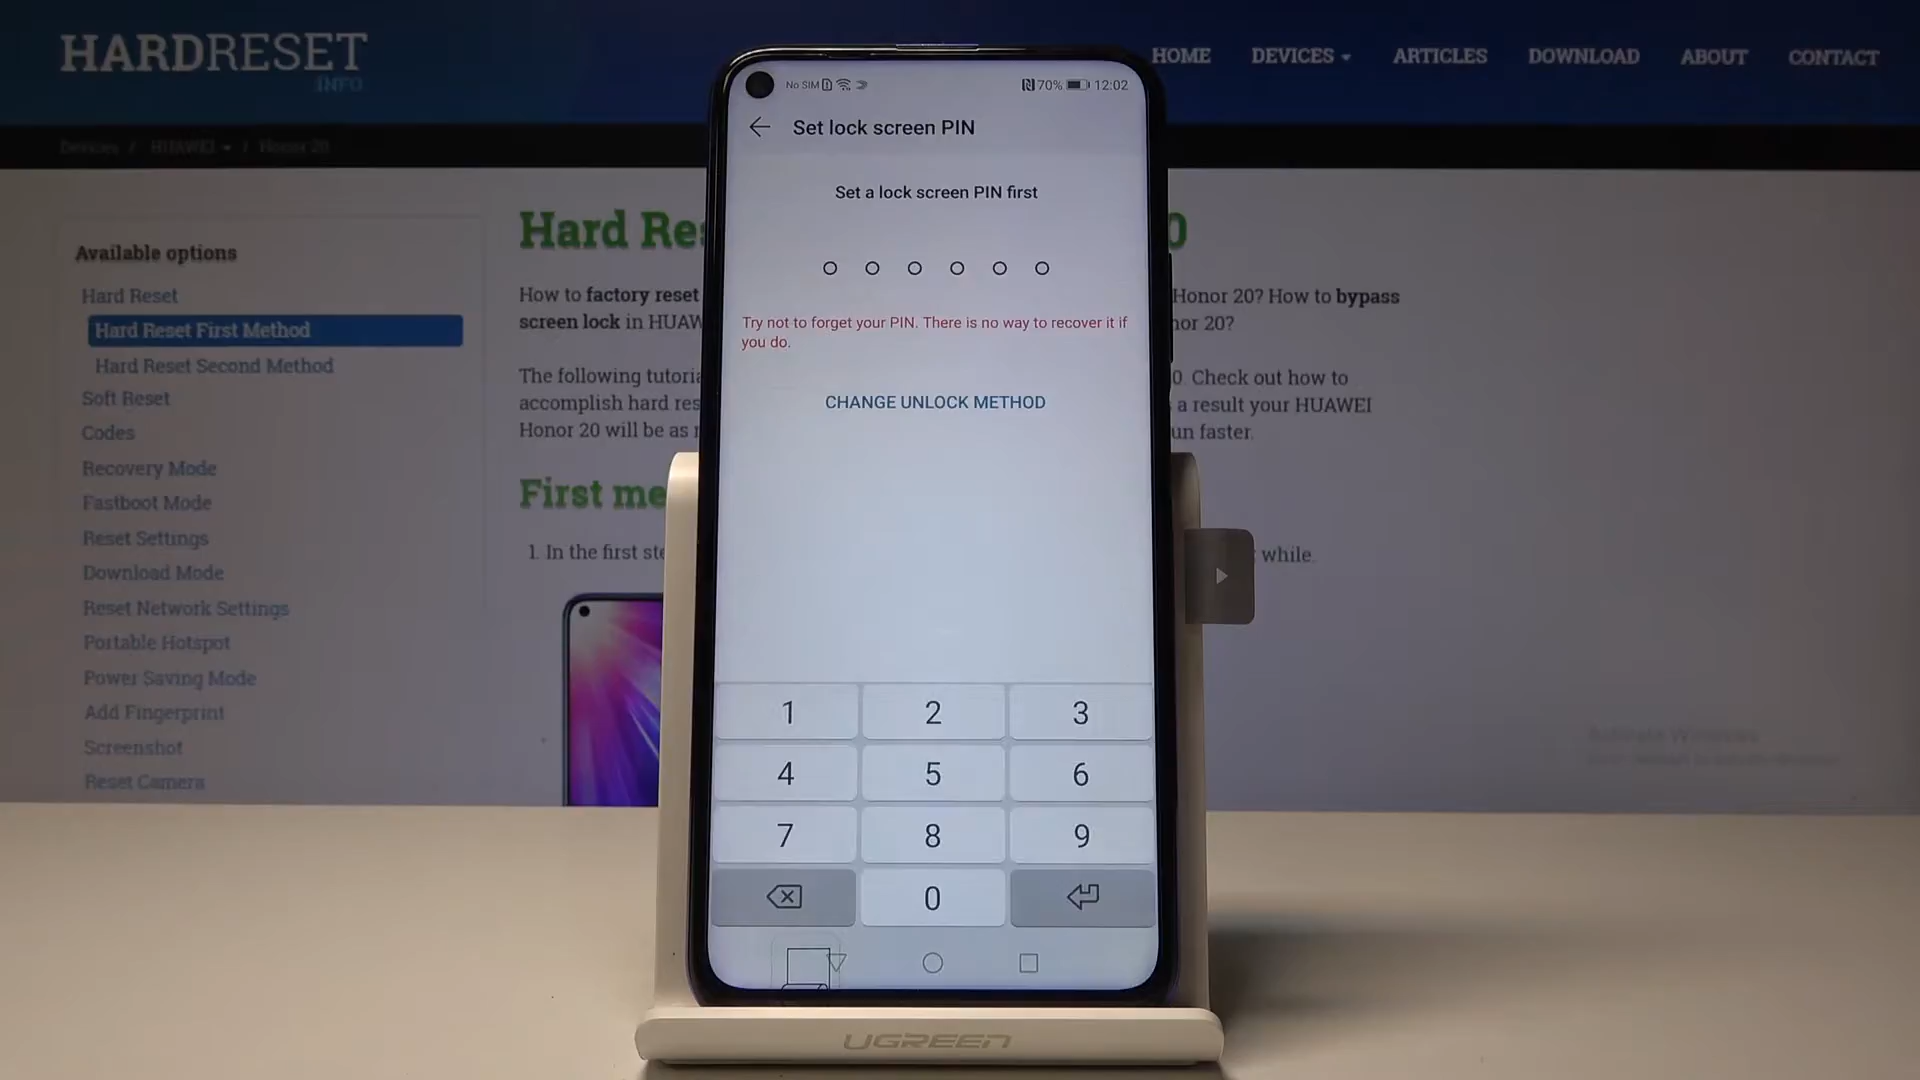 HARDRESET
INFO
HOME DEVICES ARTICLES DOWNLOAD ABOUT CONTACT
Devices / HUAWEI / Honor 20
Available options
Hard Reset
Hard Reset First Method
Hard Reset Second Method
Soft Reset
Codes
Recovery Mode
Fastboot Mode
Reset Settings
Download Mode
Reset Network Settings
Portable Hotspot
Power Saving Mode
Add Fingerprint
Screenshot
Reset Camera
Hard Re 0
How to factory reset Honor 20? How to bypass
screen lock in HUAW nor 20?
The following tutoria 0. Check out how to
accomplish hard res a result your HUAWEI
Honor 20 will be as un faster.
First me
1. In the first ste while.
No SIM 70% 12:02
Set lock screen PIN
Set a lock screen PIN first
Try not to forget your PIN. There is no way to recover it if
you do.
CHANGE UNLOCK METHOD
1 2 3
4 5 6
7 8 9
0
UGREEN